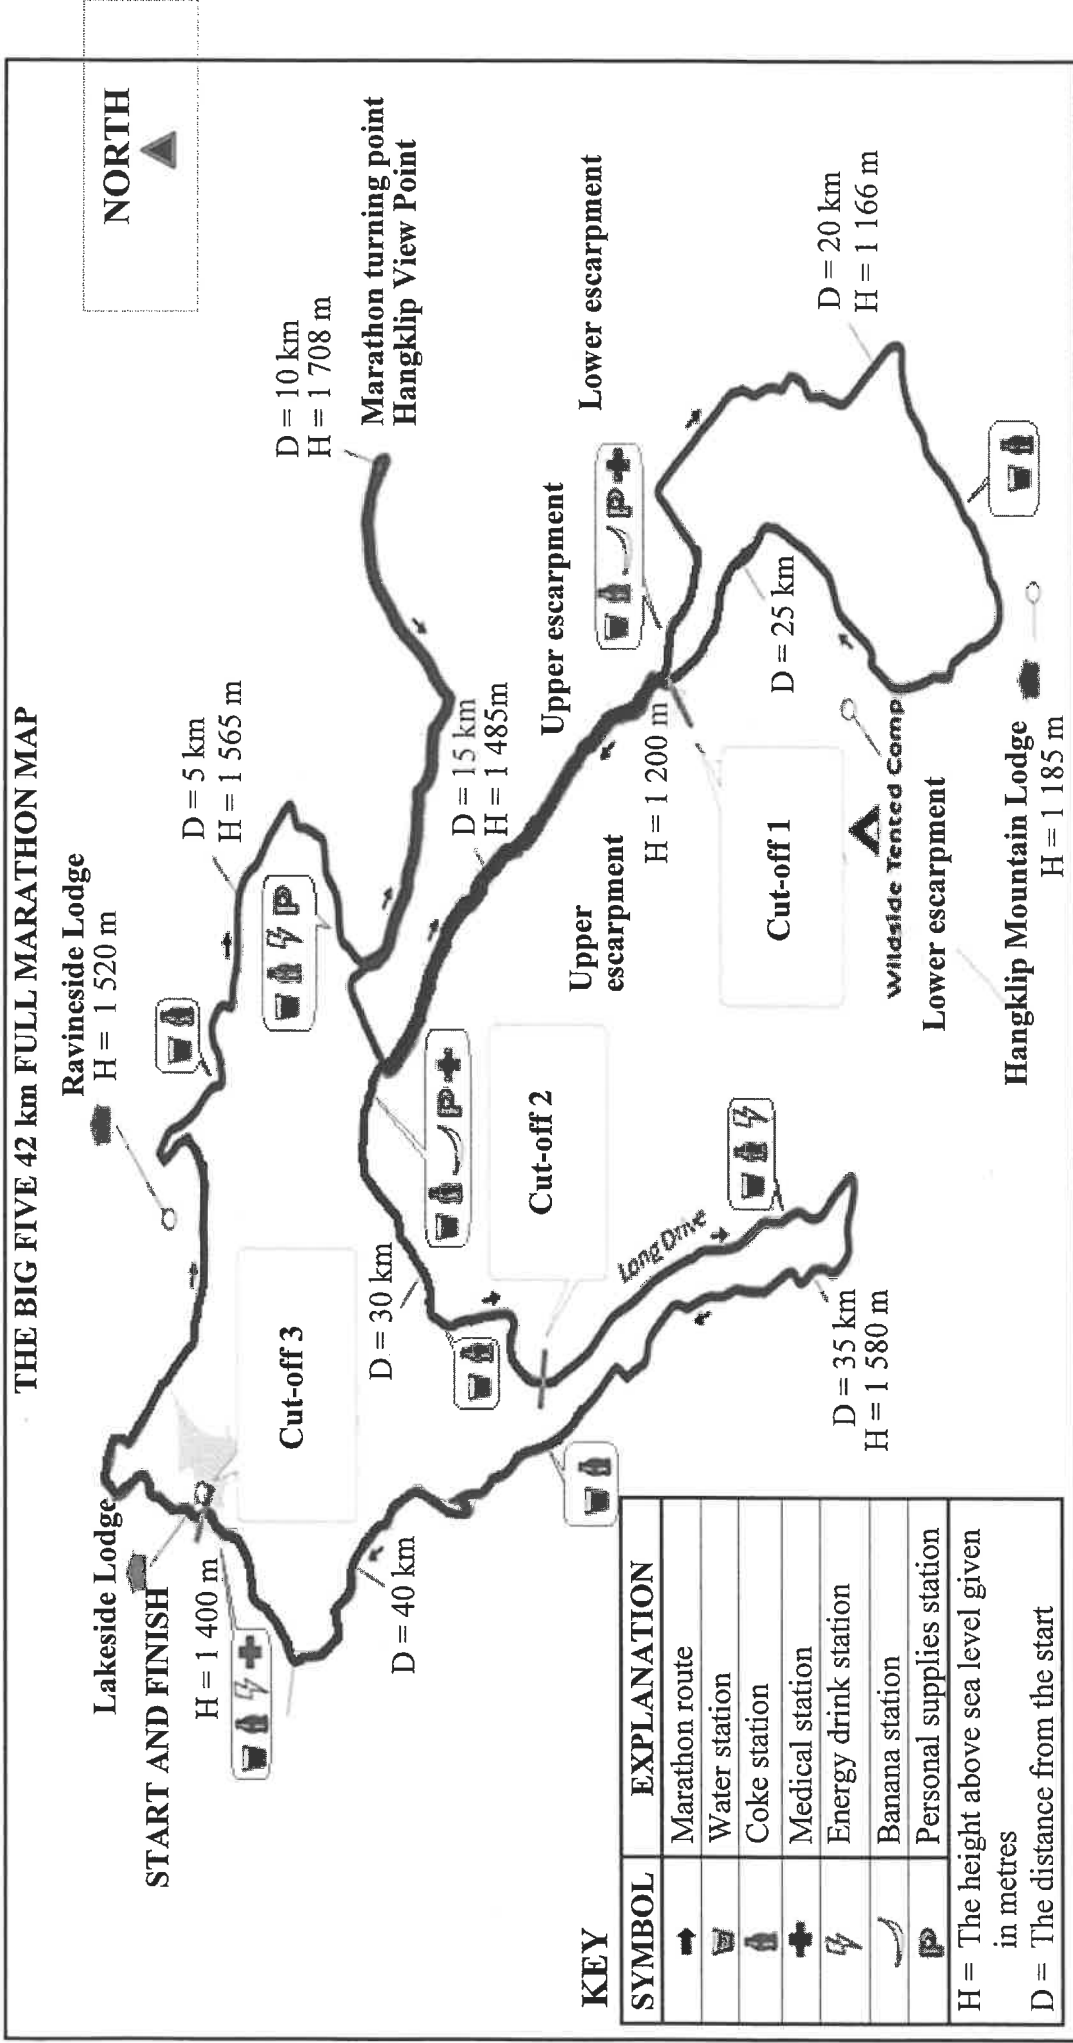 THE BIG FIVE 42 km FULL MARATHON MAP
NORTH
Ravineside Lodge
H = 1 520 m
D = 5 km
H = 1 565 m
D = 10 km
H = 1 708 m
Marathon turning point
Hangklip View Point
Lakeside Lodge
START AND FINISH
H = 1 400 m
Cut-off 3
D = 40 km
D = 30 km
D = 15 km
H = 1 485m
Upper escarpment
Lower escarpment
Upper
escarpment
H = 1 200 m
D = 20 km
H = 1 166 m
D = 25 km
Cut-off 2
Cut-off 1
Long Drive
D = 35 km
H = 1 580 m
Wildside Tented Comp
Lower escarpment
Hangklip Mountain Lodge
H = 1 185 m
KEY
SYMBOL EXPLANATION
Marathon route
Water station
Coke station
Medical station
Energy drink station
Banana station
P Personal supplies station
H = The height above sea level given
in metres
D = The distance from the start
P
P
P